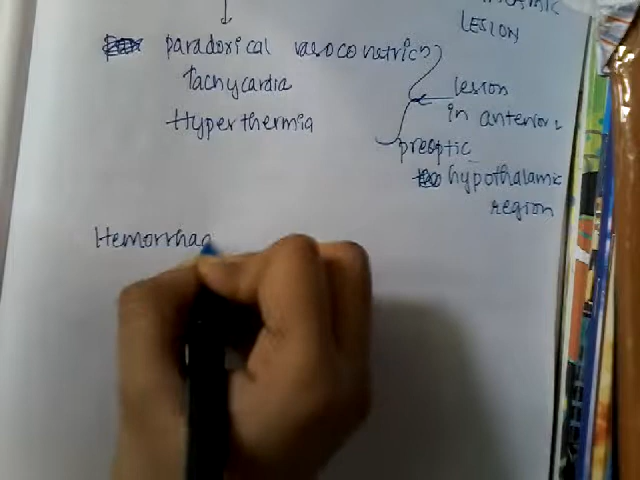 LESION
paradoxical vasoconstriction
Tachycardia
Hyperthermia
lesion
in anterior &
preoptic
hypothalamic
region
Hemorrhag